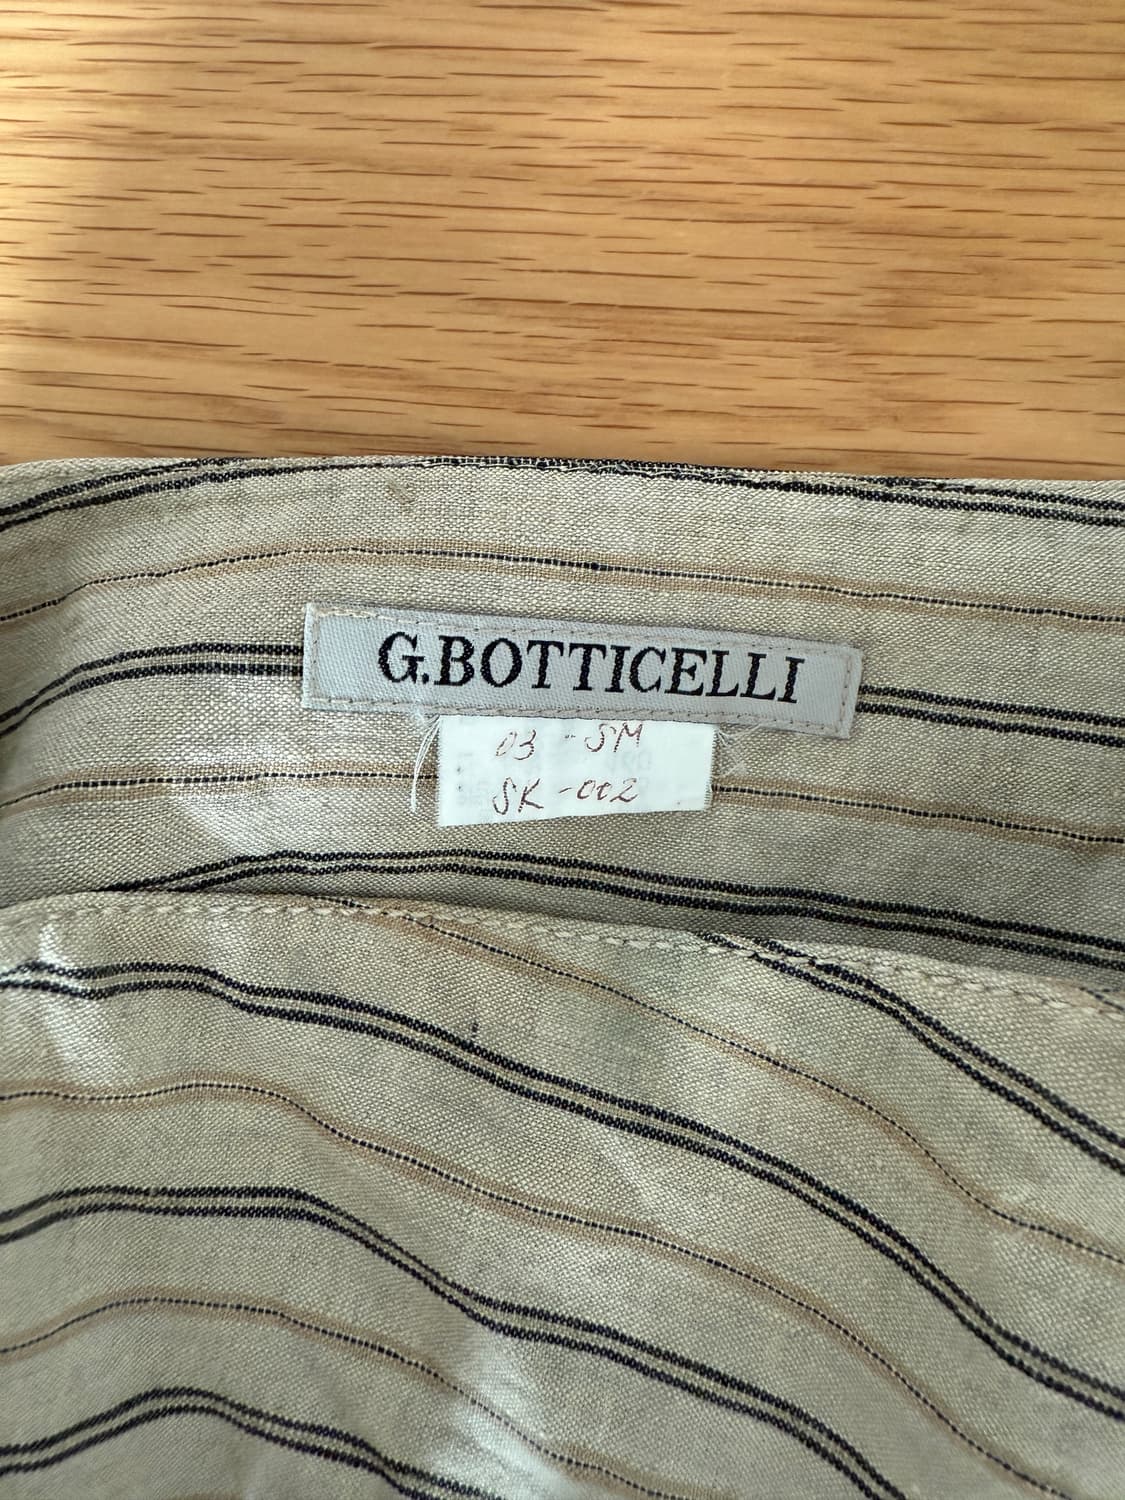 G.BOTTICELLI
03 - SM
SK -002